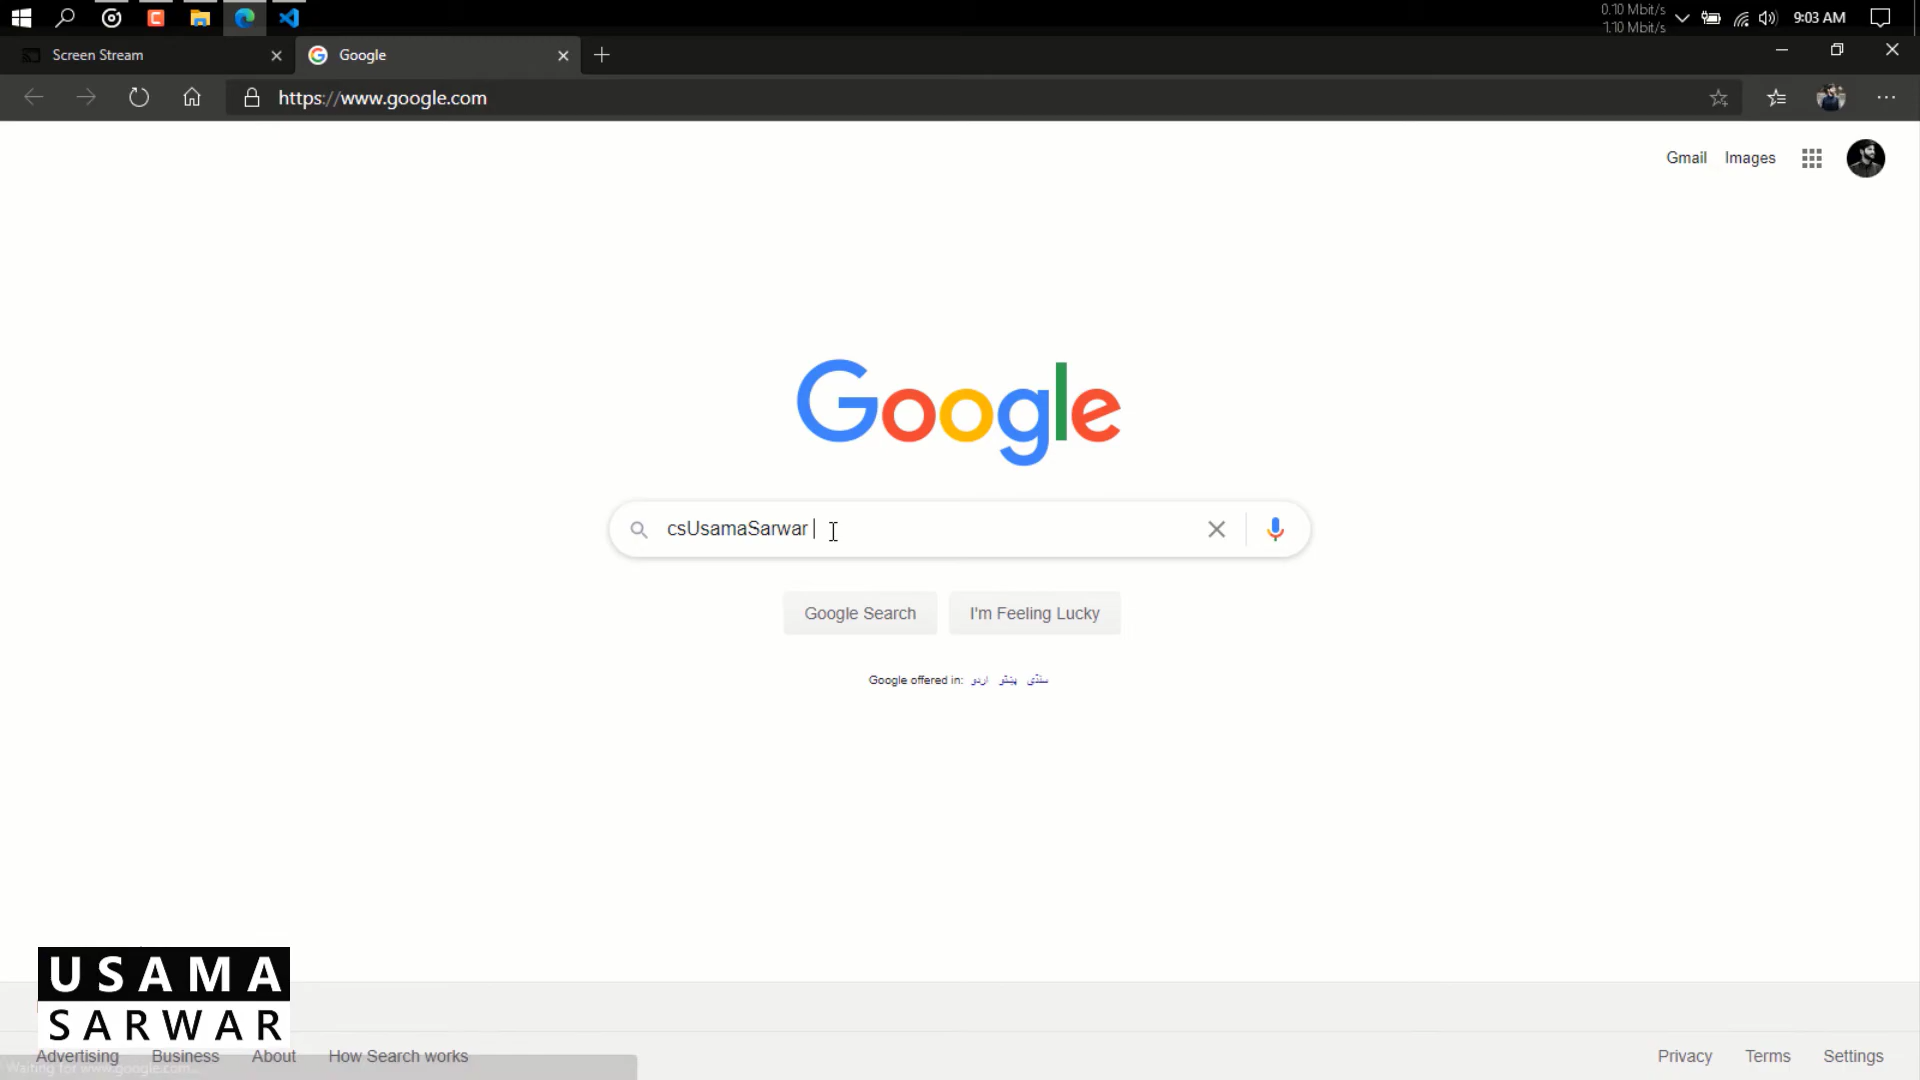 0.10 Mbit/s
1.10 Mbit/s
9:03 AM
Screen Stream
Google
https://www.google.com
Gmail
Images
Google
csUsamaSarwar
Google Search
I'm Feeling Lucky
Google offered in: اردو پښتو سنڌي
USAMA
SARWAR
Advertising
Business
About
How Search works
Privacy
Terms
Settings
Waiting for www.google.com...